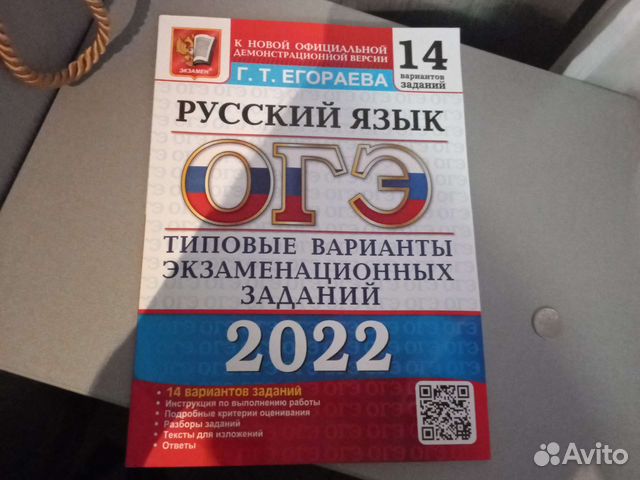 К НОВОЙ ОФИЦИАЛЬНОЙ
ДЕМОНСТРАЦИОННОЙ ВЕРСИИ
ЭКЗАМЕН
14
вариантов
заданий
Г. Т. ЕГОРАЕВА
РУССКИЙ ЯЗЫК
ОГЭ
ТИПОВЫЕ ВАРИАНТЫ
ЭКЗАМЕНАЦИОННЫХ
ЗАДАНИЙ
2022
• 14 вариантов заданий
• Инструкция по выполнению работы
• Подробные критерии оценивания
• Разборы заданий
• Тексты для изложений
• Ответы
Avito